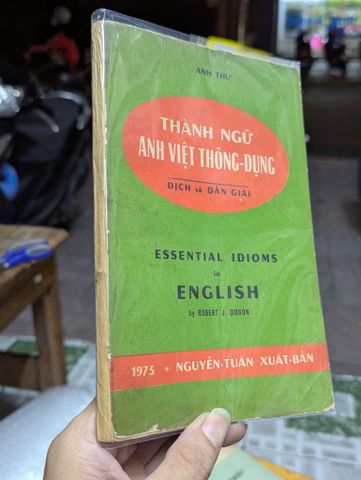 ANH THƯ
THÀNH NGỮ
ANH VIỆT THÔNG-DỤNG
DỊCH và DẪN GIẢI
ESSENTIAL IDIOMS
in
ENGLISH
by ROBERT J. DIXSON
1975 * NGUYỄN-TUẤN XUẤT-BẢN